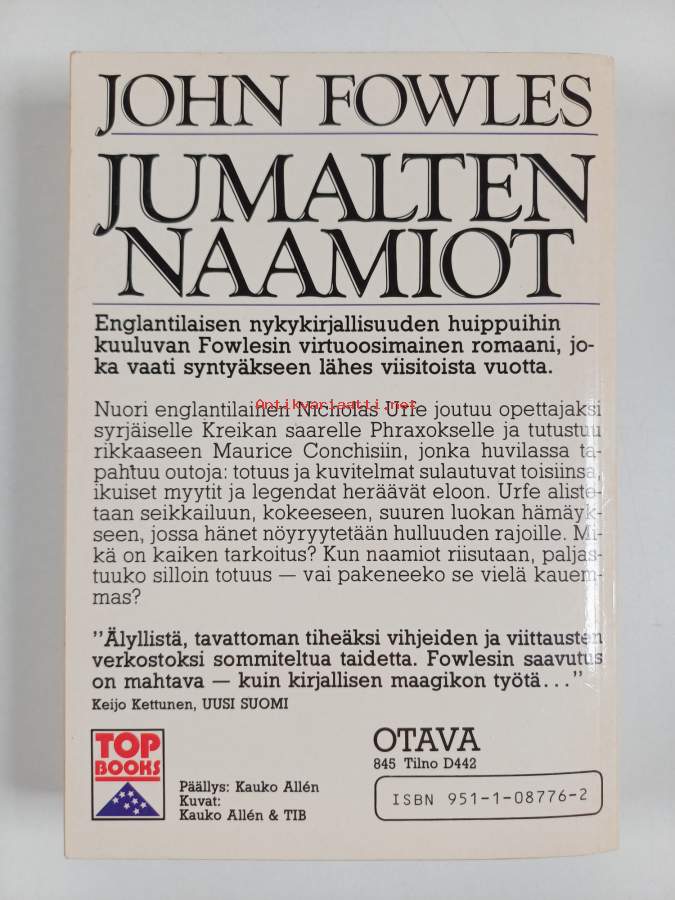 JOHN FOWLES
JUMALTEN
NAAMIOT
Englantilaisen nykykirjallisuuden huippuihin
kuuluvan Fowlesin virtuoosimainen romaani, jo-
ka vaati syntyäkseen lähes viisitoista vuotta.
Antikvariaatti.net
Nuori englantilainen Nicholas Urfe joutuu opettajaksi
syrjäiselle Kreikan saarelle Phraxokselle ja tutustuu
rikkaaseen Maurice Conchisiin, jonka huvilassa ta-
pahtuu outoja: totuus ja kuvitelmat sulautuvat toisiinsa,
ikuiset myytit ja legendat heräävät eloon. Urfe aliste-
taan seikkailuun, kokeeseen, suuren luokan hämäyk-
seen, jossa hänet nöyryytetään hulluuden rajoille. Mi-
kä on kaiken tarkoitus? Kun naamiot riisutaan, paljas-
tuuko silloin totuus — vai pakeneeko se vielä kauem-
mas?
"Älyllistä, tavattoman tiheäksi vihjeiden ja viittausten
verkostoksi sommiteltua taidetta. Fowlesin saavutus
on mahtava — kuin kirjallisen maagikon työtä..."
Keijo Kettunen, UUSI SUOMI
TOP
BOOKS
Päällys: Kauko Allén
Kuvat:
Kauko Allén & TIB
OTAVA
845 Tilno D442
ISBN 951-1-08776-2